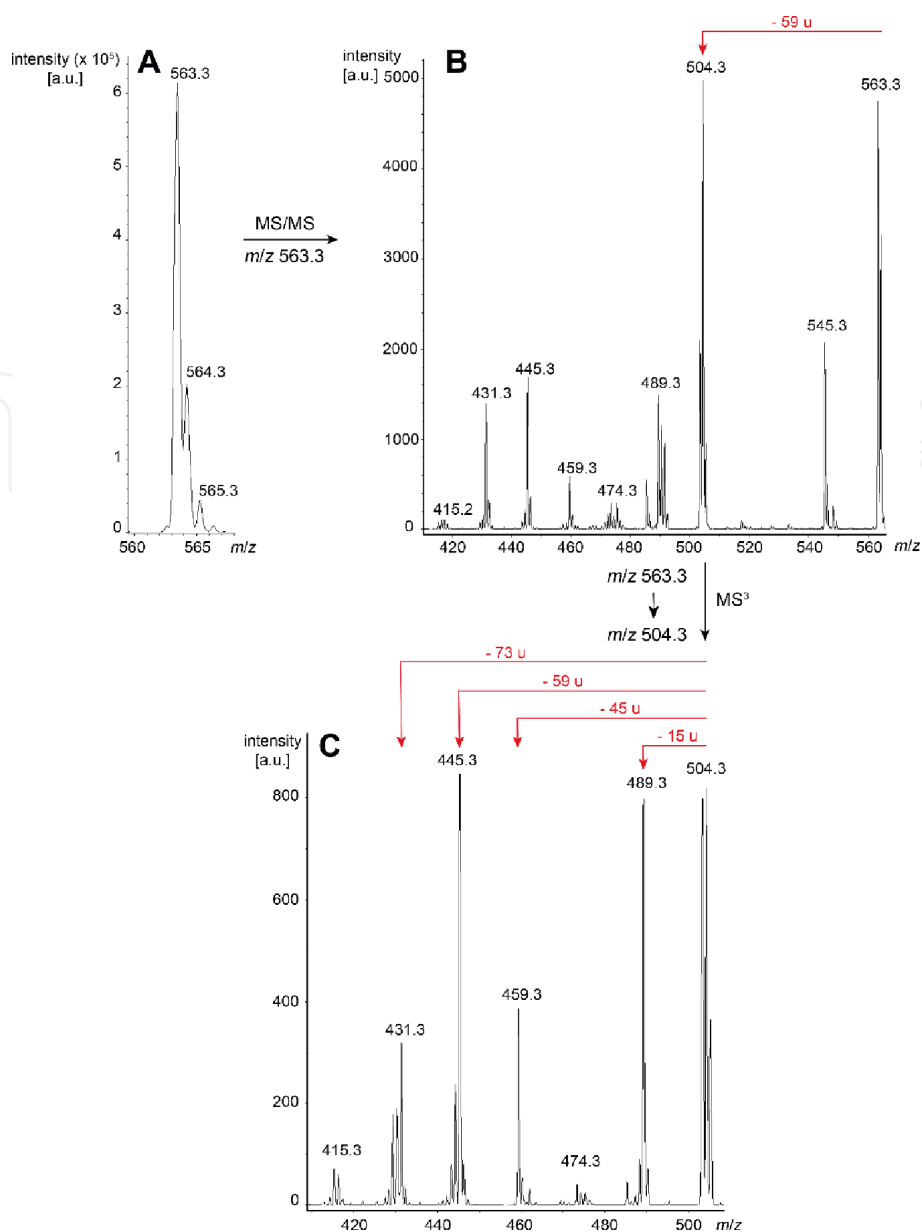 - 59 u
intensity (x 10⁵)
[a.u.]
A
563.3
6
5
4
3
2
1
0
564.3
565.3
560
565
m/z
MS/MS
m/z 563.3
intensity
[a.u.]
B
504.3
563.3
5000
4000
3000
2000
1000
0
545.3
445.3
431.3
489.3
459.3
474.3
415.2
420
440
460
480
500
520
540
560
m/z
m/z 563.3
MS³
m/z 504.3
- 73 u
- 59 u
- 45 u
- 15 u
intensity
[a.u.]
C
445.3
489.3
504.3
800
600
400
200
0
459.3
431.3
415.3
474.3
420
440
460
480
500
m/z